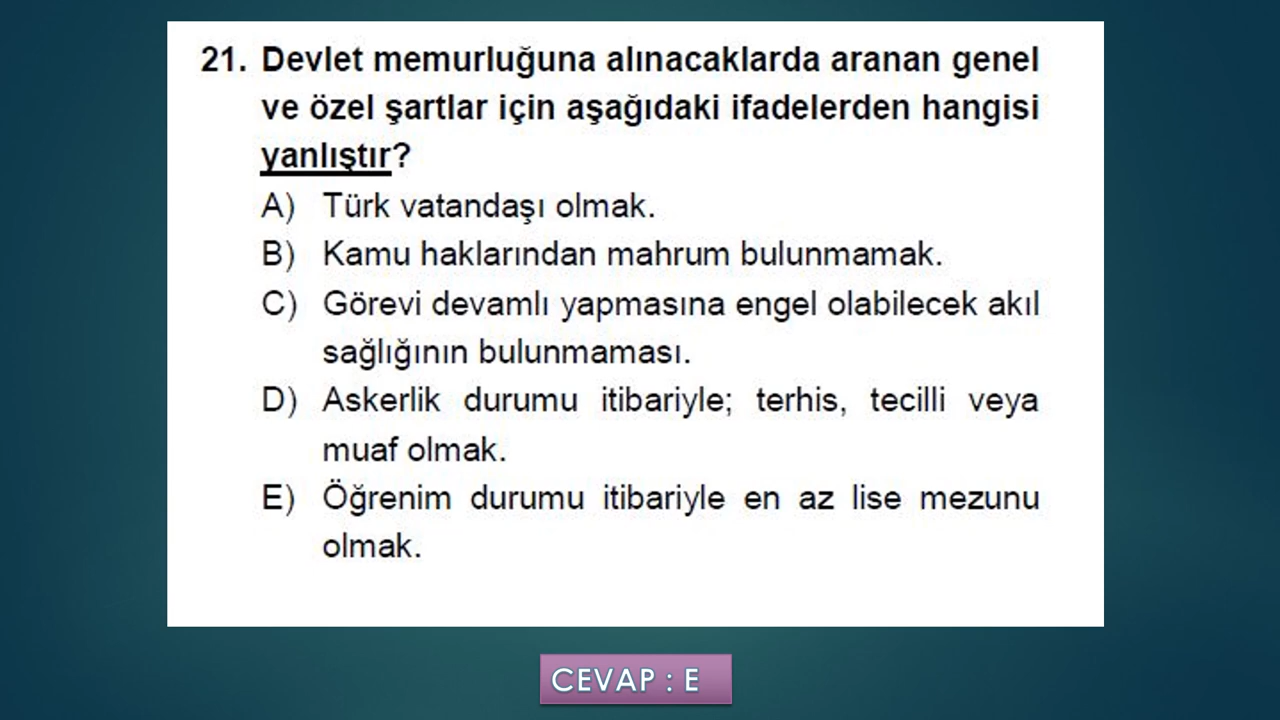 21. Devlet memurluğuna alınacaklarda aranan genel
ve özel şartlar için aşağıdaki ifadelerden hangisi
yanlıştır?
A) Türk vatandaşı olmak.
B) Kamu haklarından mahrum bulunmamak.
C) Görevi devamlı yapmasına engel olabilecek akıl
sağlığının bulunmaması.
D) Askerlik durumu itibariyle; terhis, tecilli veya
muaf olmak.
E) Öğrenim durumu itibariyle en az lise mezunu
olmak.
CEVAP : E